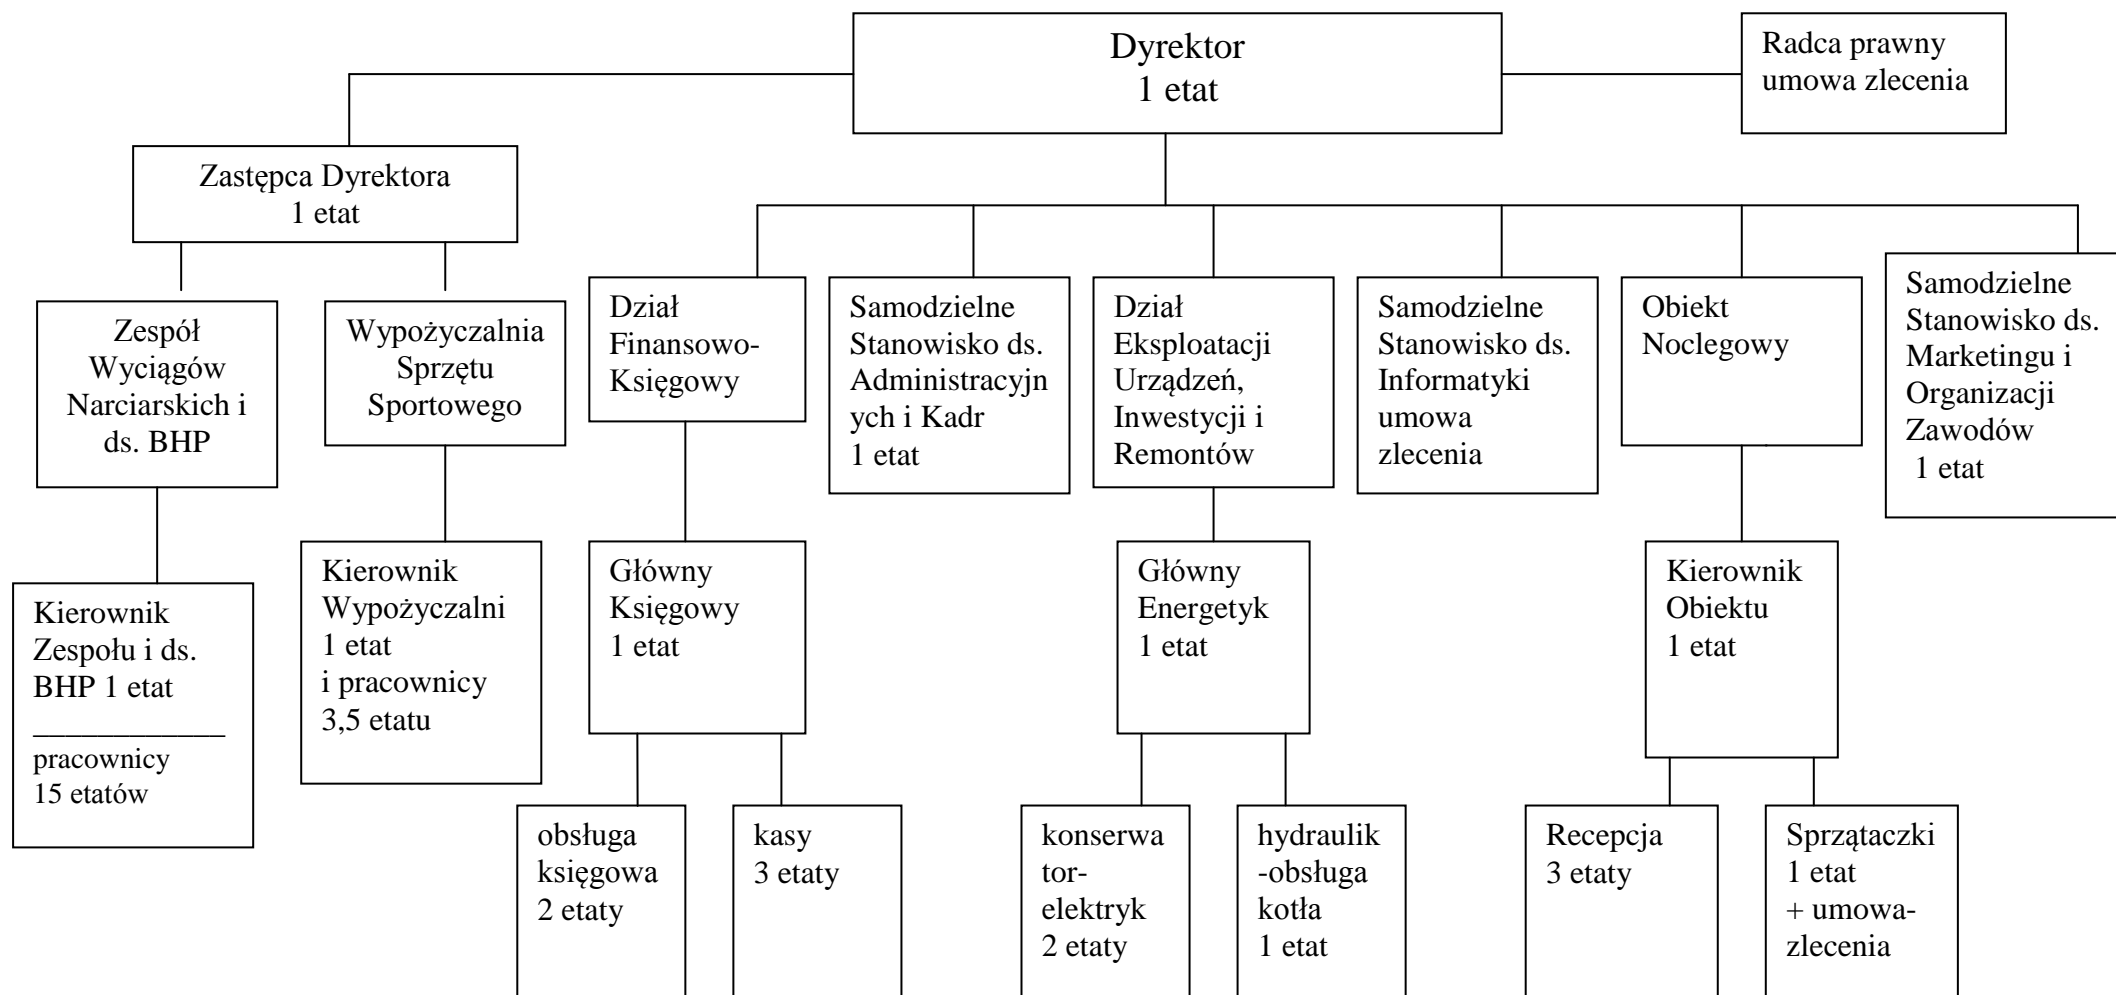 Dyrektor
1 etat
Radca prawny
umowa zlecenia
Zastępca Dyrektora
1 etat
Zespół
Wyciągów
Narciarskich i
ds. BHP
Wypożyczalnia
Sprzętu
Sportowego
Dział
Finansowo-
Księgowy
Samodzielne
Stanowisko ds.
Administracyjn
ych i Kadr
1 etat
Dział
Eksploatacji
Urządzeń,
Inwestycji i
Remontów
Samodzielne
Stanowisko ds.
Informatyki
umowa
zlecenia
Obiekt
Noclegowy
Samodzielne
Stanowisko ds.
Marketingu i
Organizacji
Zawodów
1 etat
Kierownik
Zespołu i ds.
BHP 1 etat
____________
pracownicy
15 etatów
Kierownik
Wypożyczalni
1 etat
i pracownicy
3,5 etatu
Główny
Księgowy
1 etat
Główny
Energetyk
1 etat
Kierownik
Obiektu
1 etat
obsługa
księgowa
2 etaty
kasy
3 etaty
konserwa
tor-
elektryk
2 etaty
hydraulik
-obsługa
kotła
1 etat
Recepcja
3 etaty
Sprzątaczki
1 etat
+ umowa-
zlecenia